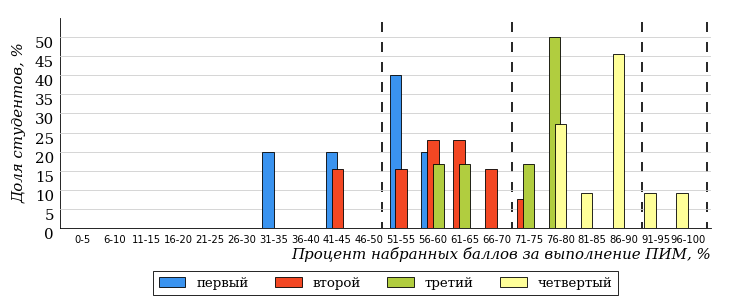 Доля студентов, %
50
45
40
35
30
25
20
15
10
5
0
0-5 6-10 11-15 16-20 21-25 26-30 31-35 36-40 41-45 46-50 51-55 56-60 61-65 66-70 71-75 76-80 81-85 86-90 91-95 96-100
Процент набранных баллов за выполнение ПИМ, %
первый второй третий четвертый